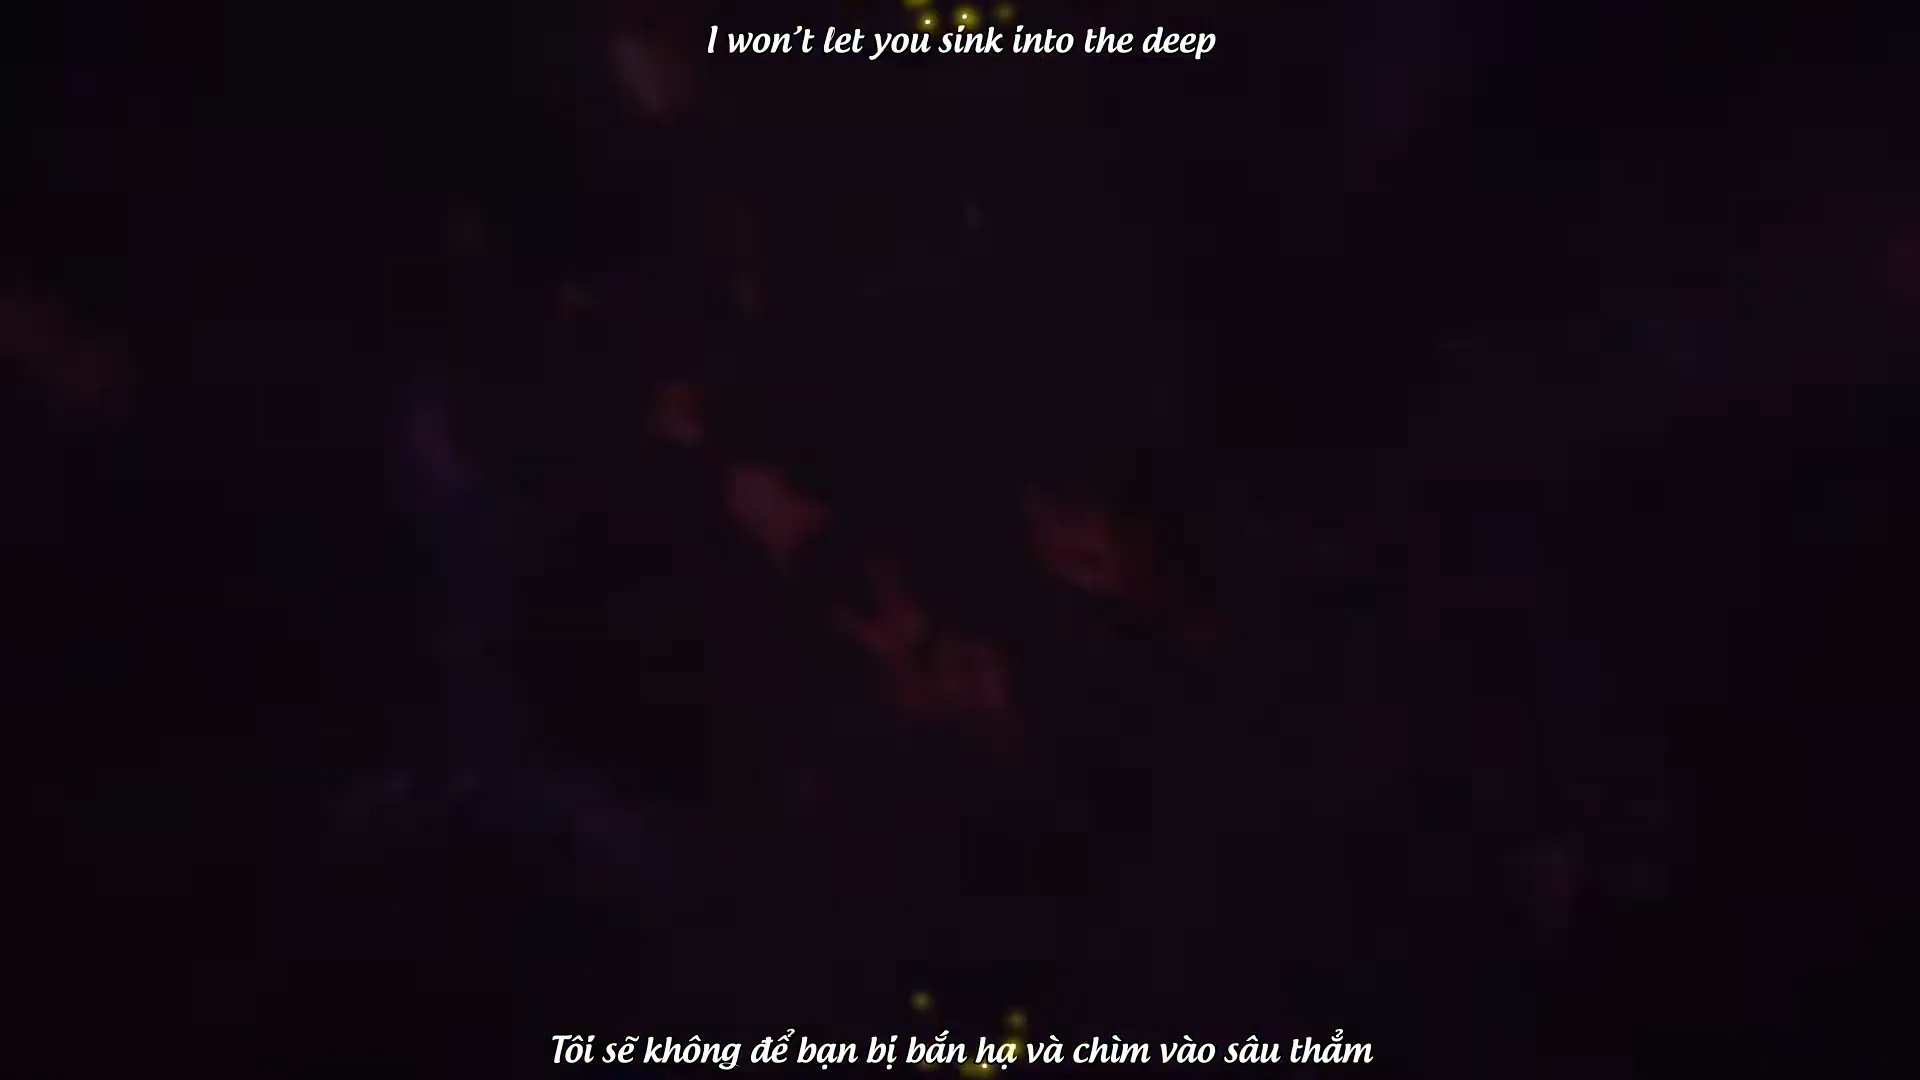 I won’t let you sink into the deep
Tôi sẽ không để bạn bị bắn hạ và chìm vào sâu thẳm